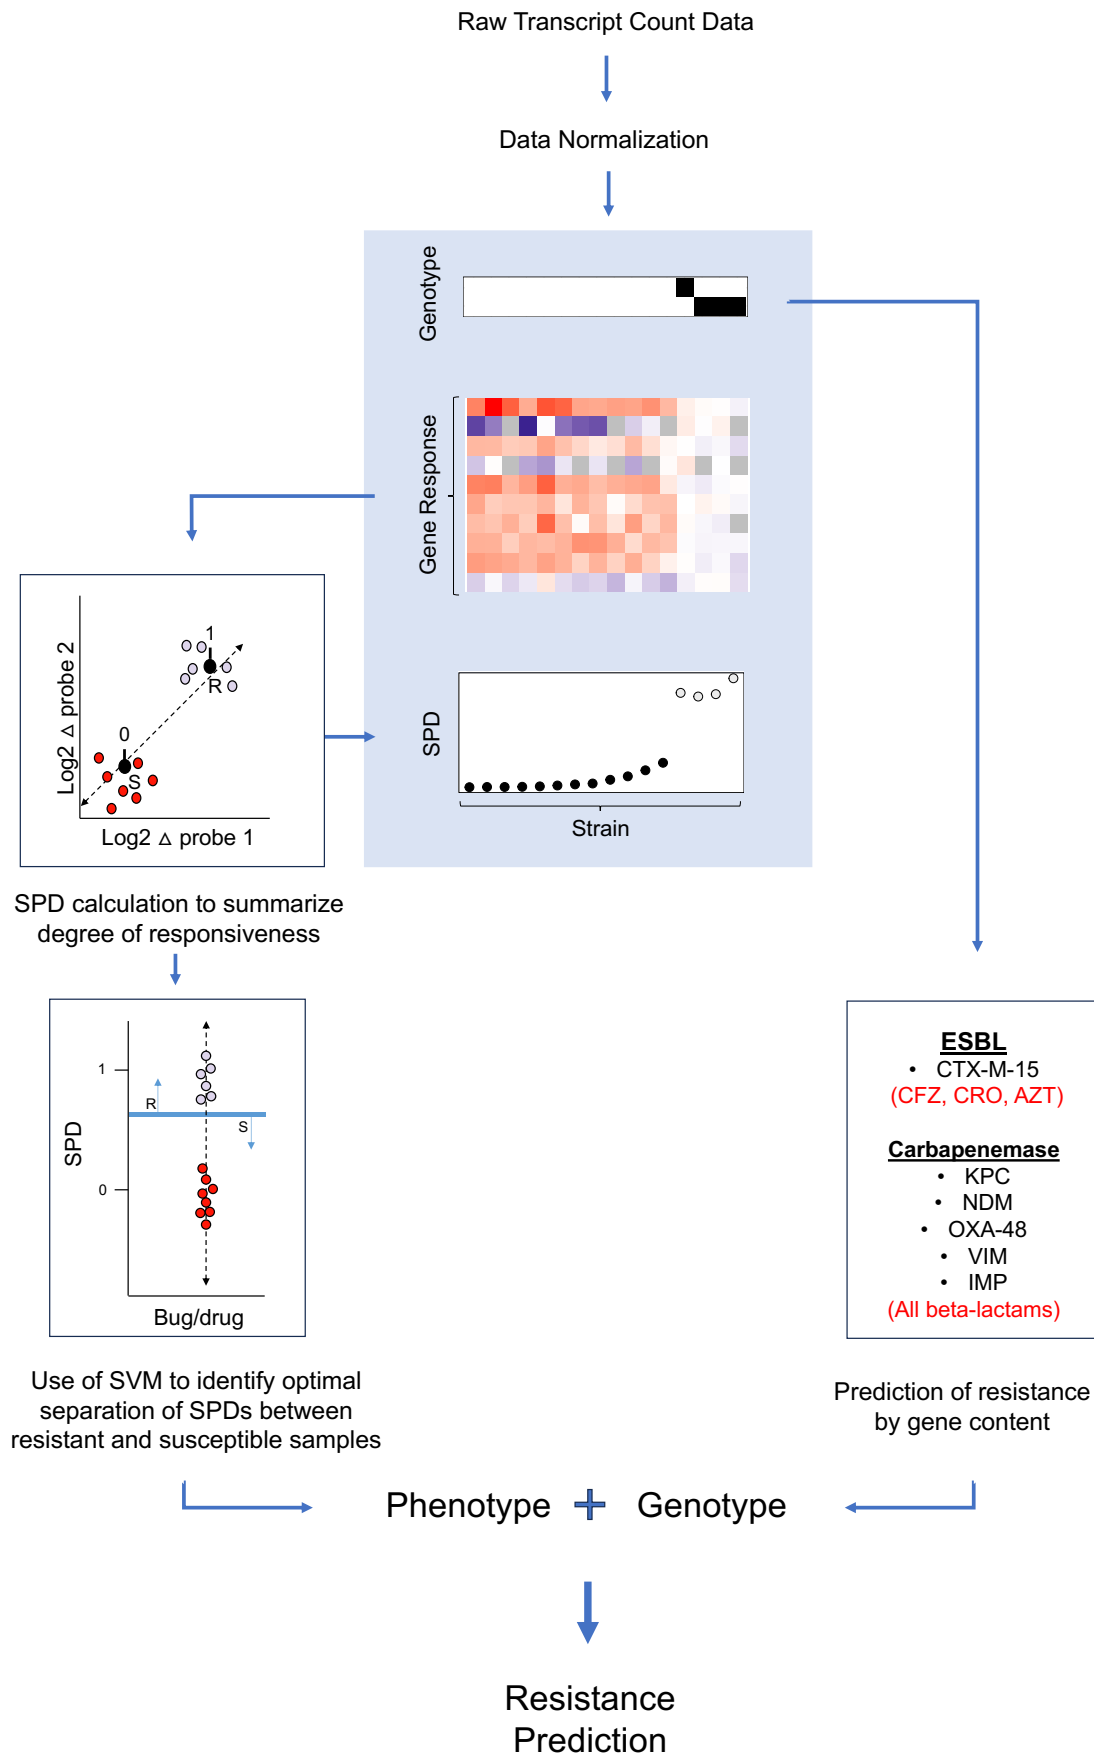 Raw Transcript Count Data
Data Normalization
Genotype
Gene Response
SPD
Strain
Log2 Δ probe 2
1
R
0
S
Log2 Δ probe 1
SPD calculation to summarize
degree of responsiveness
SPD
1
R
S
0
Bug/drug
Use of SVM to identify optimal
separation of SPDs between
resistant and susceptible samples
ESBL
• CTX-M-15
(CFZ, CRO, AZT)
Carbapenemase
• KPC
• NDM
• OXA-48
• VIM
• IMP
(All beta-lactams)
Prediction of resistance
by gene content
Phenotype + Genotype
Resistance
Prediction